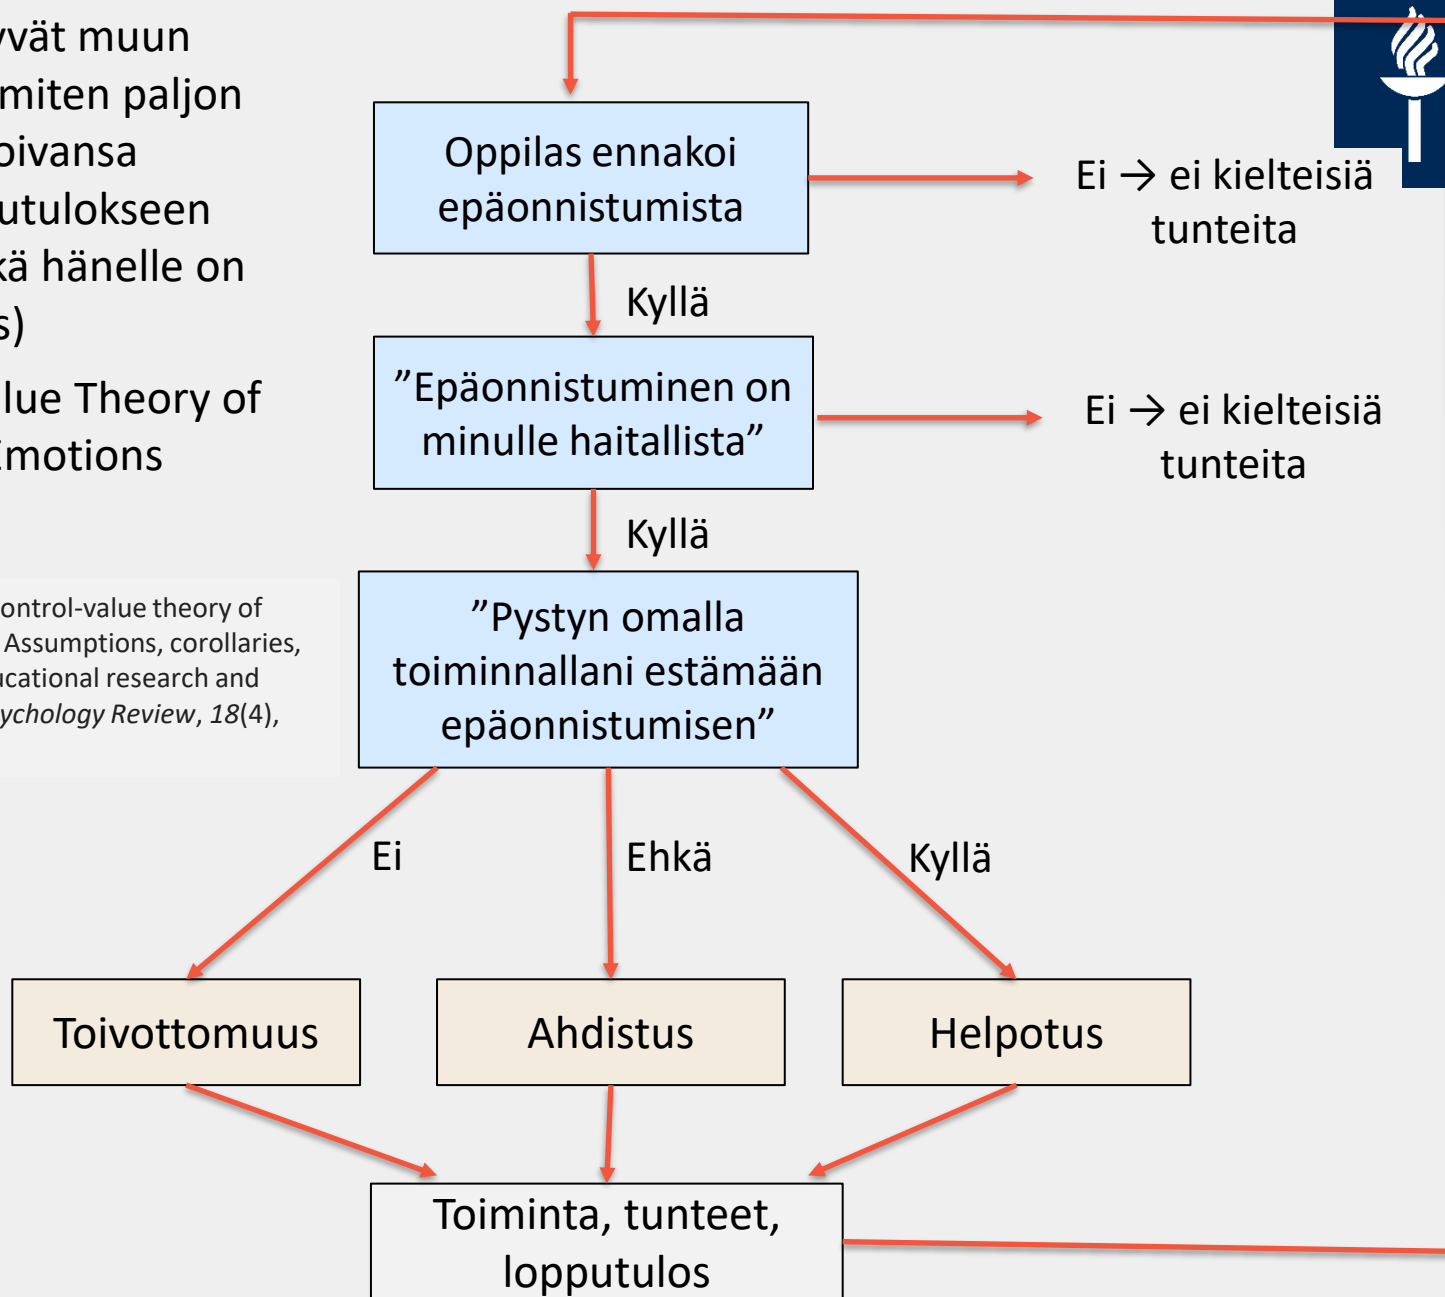 vät muun
miten paljon
oivansa
utulokseen
kä hänelle on
s)
lue Theory of
Emotions
ontrol-value theory of
Assumptions, corollaries,
ucational research and
ychology Review, 18(4),
Oppilas ennakoi
epäonnistumista
Ei → ei kielteisiä
tunteita
Kyllä
”Epäonnistuminen on
minulle haitallista”
Ei → ei kielteisiä
tunteita
Kyllä
”Pystyn omalla
toiminnallani estämään
epäonnistumisen”
Ei
Ehkä
Kyllä
Toivottomuus
Ahdistus
Helpotus
Toiminta, tunteet,
lopputulos